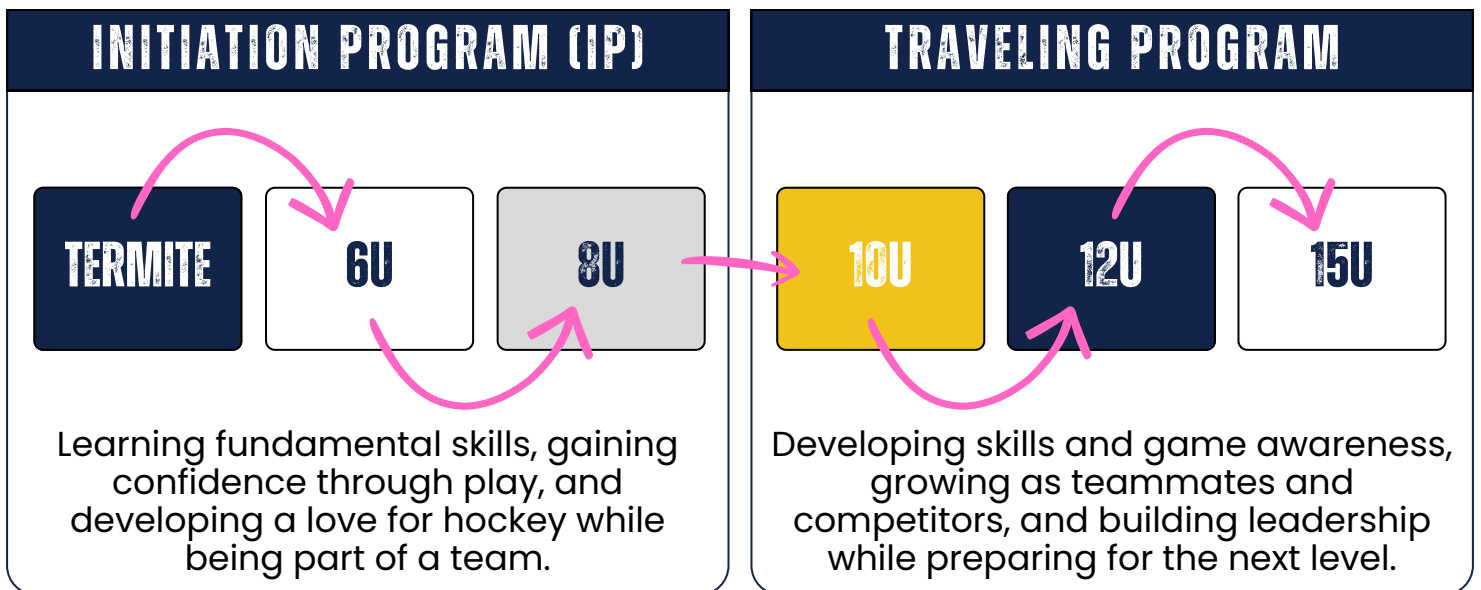 INITIATION PROGRAM (IP)
TERMITE
6U
8U
Learning fundamental skills, gaining
confidence through play, and
developing a love for hockey while
being part of a team.
TRAVELING PROGRAM
10U
12U
15U
Developing skills and game awareness,
growing as teammates and
competitors, and building leadership
while preparing for the next level.